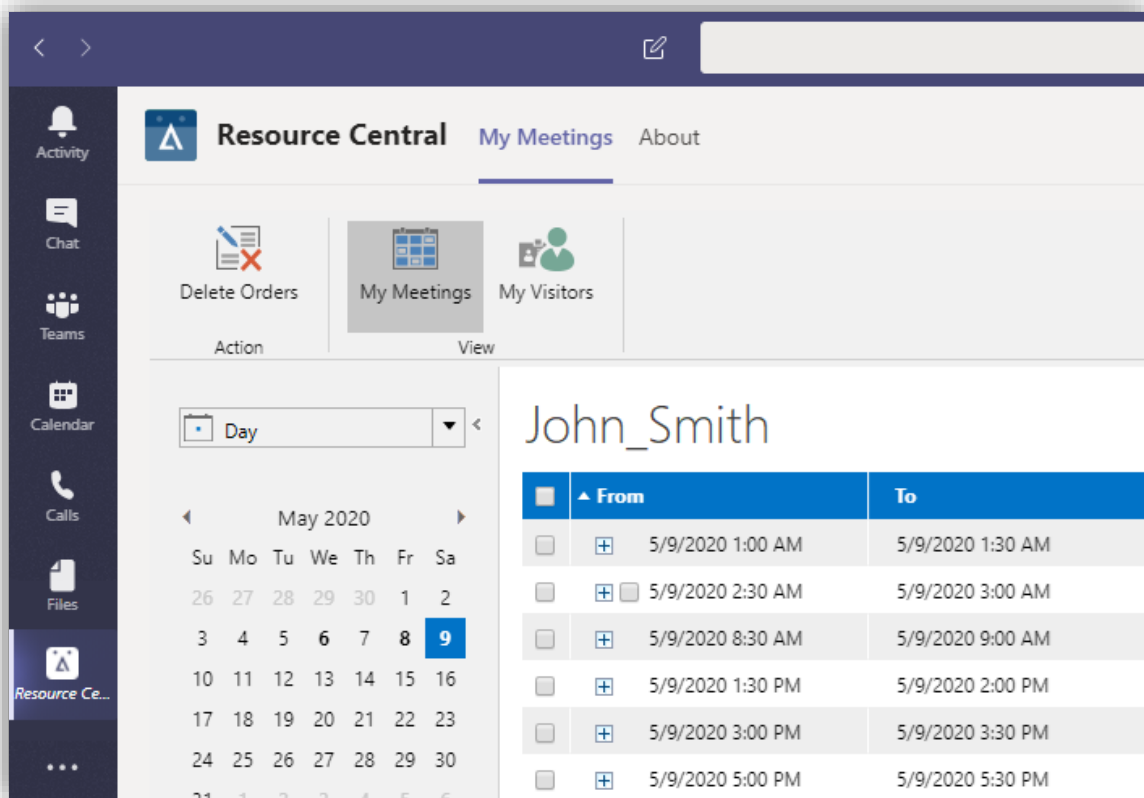 Activity
Chat
Teams
Calendar
Calls
Files
Resource Ce...
Resource Central My Meetings About
Delete Orders My Meetings My Visitors
Action View
Day
May 2020
Su Mo Tu We Th Fr Sa
26 27 28 29 30 1 2
3 4 5 6 7 8 9
10 11 12 13 14 15 16
17 18 19 20 21 22 23
24 25 26 27 28 29 30
31 1 2 3 4 5 6
John_Smith
From To
5/9/2020 1:00 AM 5/9/2020 1:30 AM
5/9/2020 2:30 AM 5/9/2020 3:00 AM
5/9/2020 8:30 AM 5/9/2020 9:00 AM
5/9/2020 1:30 PM 5/9/2020 2:00 PM
5/9/2020 3:00 PM 5/9/2020 3:30 PM
5/9/2020 5:00 PM 5/9/2020 5:30 PM